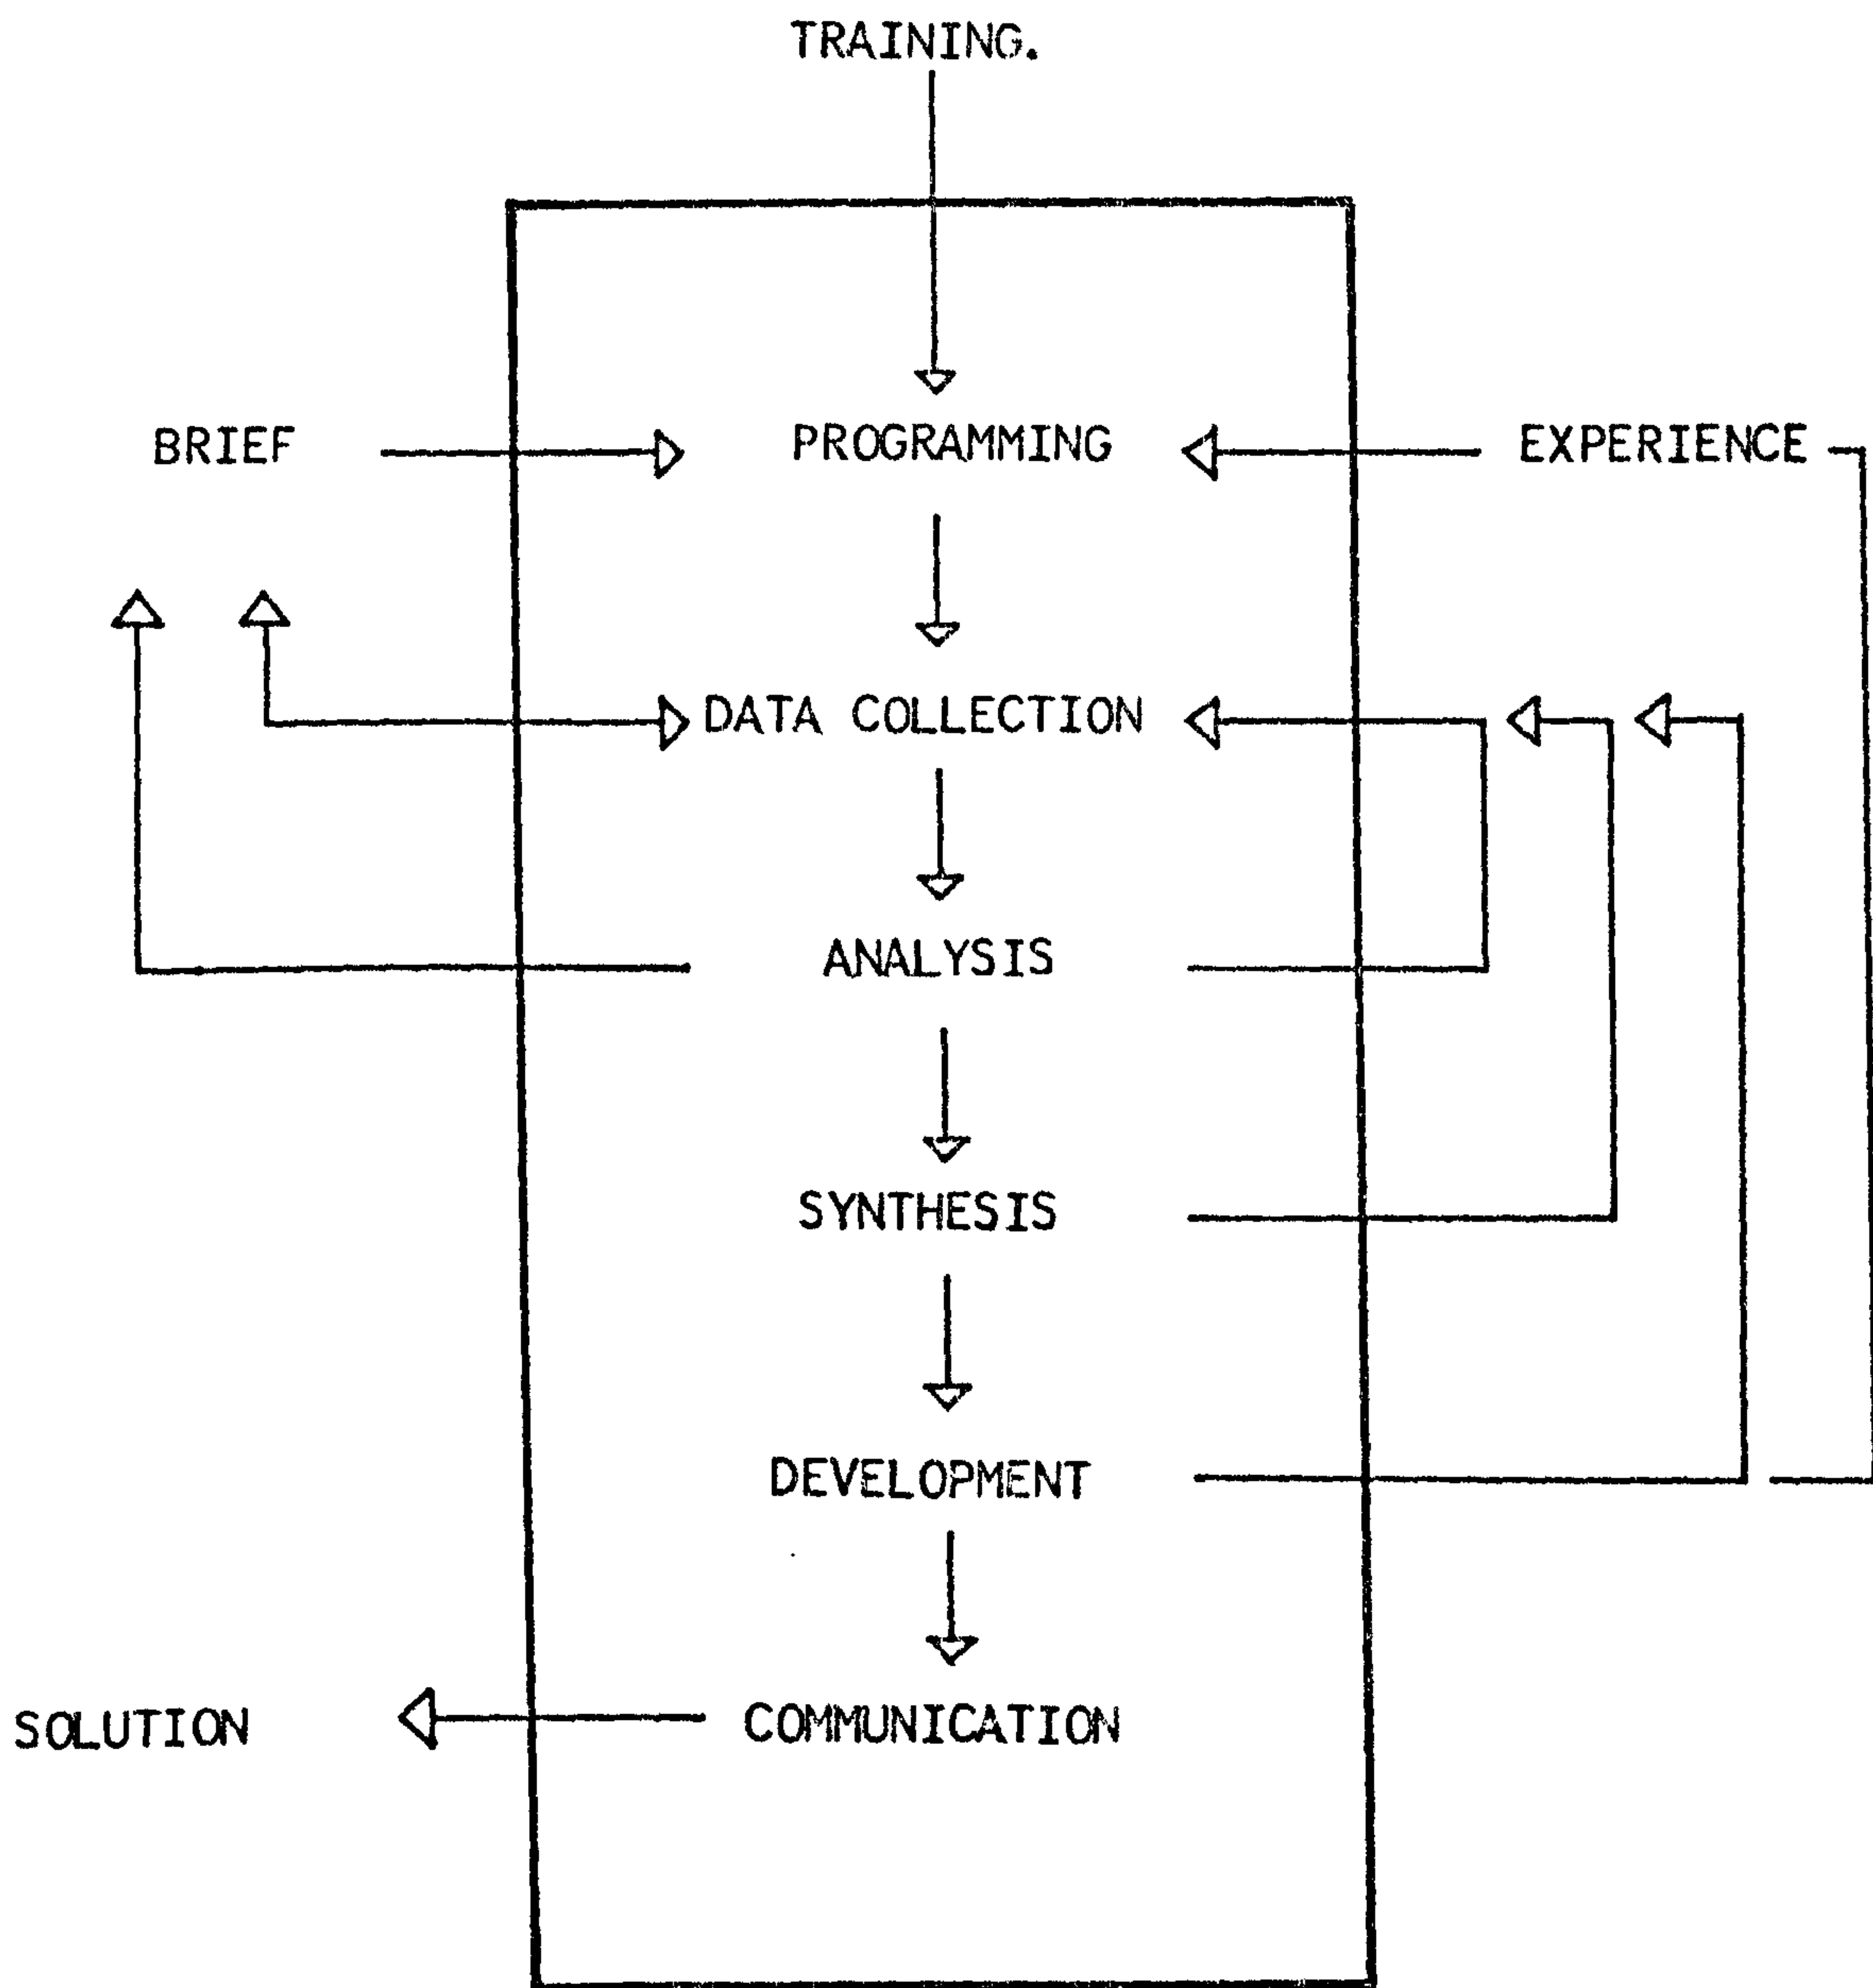 TRAINING.
BRIEF PROGRAMMING EXPERIENCE
DATA COLLECTION
ANALYSIS
SYNTHESIS
DEVELOPMENT
SOLUTION COMMUNICATION